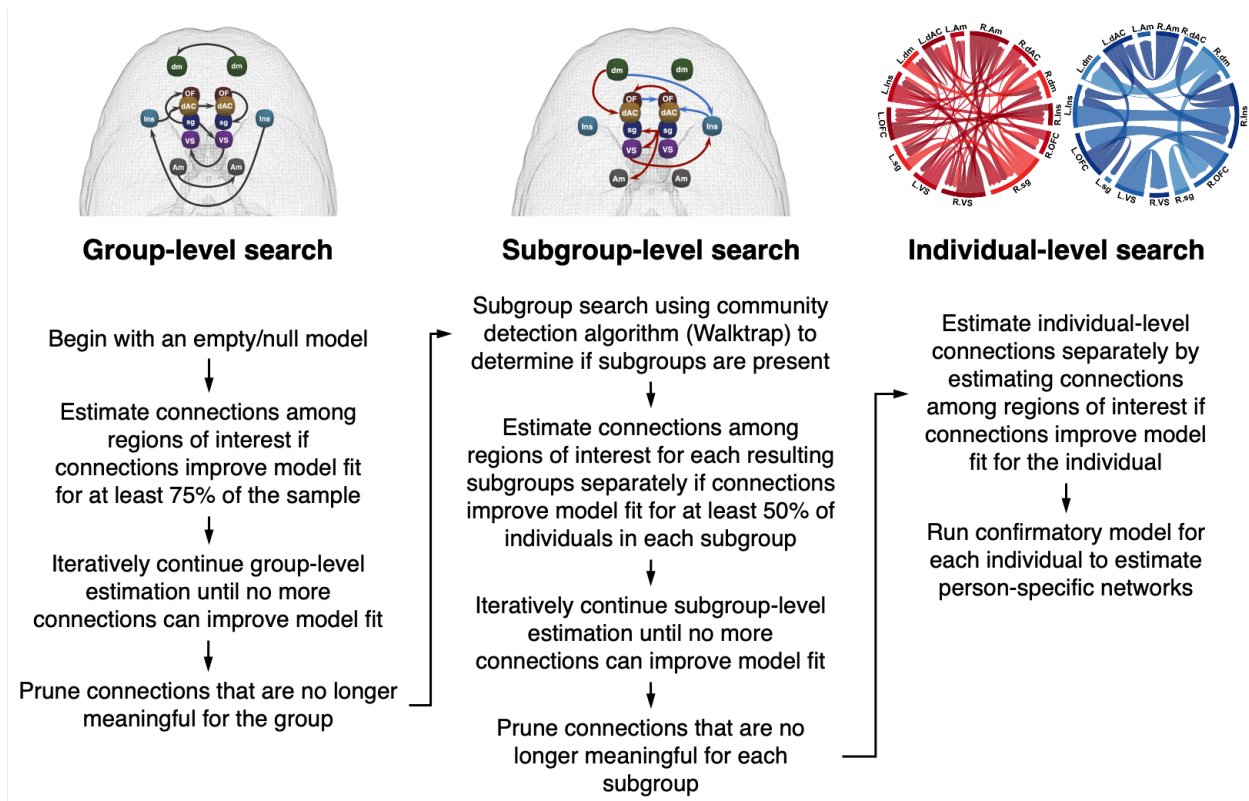 dm
dm
OF
dAC
dAC
Ins
Ins
sg
sg
VS
VS
Am
Am
Group-level search
Begin with an empty/null model
Estimate connections among
regions of interest if
connections improve model fit
for at least 75% of the sample
Iteratively continue group-level
estimation until no more
connections can improve model fit
Prune connections that are no longer
meaningful for the group
dm
dm
OF
OF
dAC
dAC
Ins
Ins
sg
sg
VS
VS
Am
Am
Subgroup-level search
Subgroup search using community
detection algorithm (Walktrap) to
determine if subgroups are present
Estimate connections among
regions of interest for each resulting
subgroups separately if connections
improve model fit for at least 50% of
individuals in each subgroup
Iteratively continue subgroup-level
estimation until no more
connections can improve model fit
Prune connections that are no
longer meaningful for each
subgroup
L.Am
R.Am
R.dAC
R.dm
R.Ins
R.OFC
R.sg
R.VS
L.VS
L.sg
L.OFC
L.Ins
L.dm
L.dAC
L.Am
R.Am
R.dAC
R.dm
R.Ins
R.OFC
R.sg
R.VS
L.VS
L.sg
L.OFC
L.Ins
L.dm
L.dAC
Individual-level search
Estimate individual-level
connections separately by
estimating connections
among regions of interest if
connections improve model
fit for the individual
Run confirmatory model for
each individual to estimate
person-specific networks